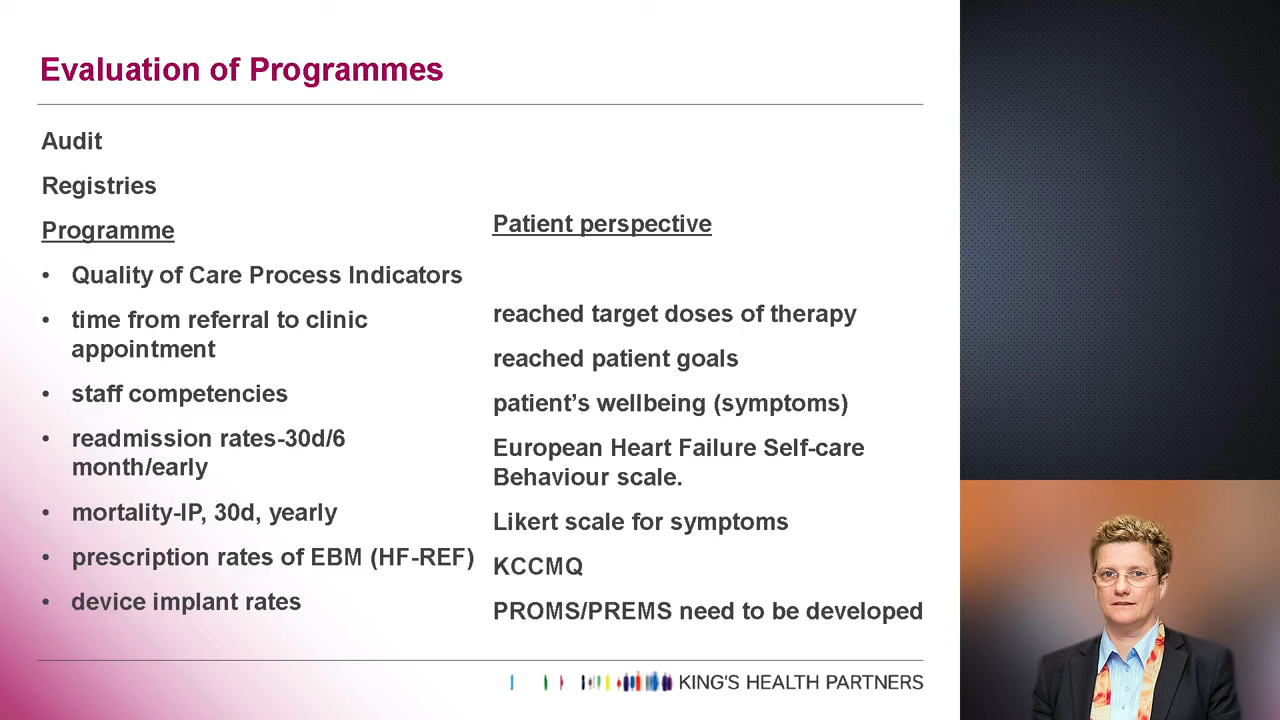 Evaluation of Programmes
Audit
Registries
Programme
• Quality of Care Process Indicators
• time from referral to clinic
appointment
• staff competencies
• readmission rates-30d/6
month/early
• mortality-IP, 30d, yearly
• prescription rates of EBM (HF-REF)
• device implant rates
Patient perspective
reached target doses of therapy
reached patient goals
patient's wellbeing (symptoms)
European Heart Failure Self-care
Behaviour scale.
Likert scale for symptoms
KCCMQ
PROMS/PREMS need to be developed
KING'S HEALTH PARTNERS